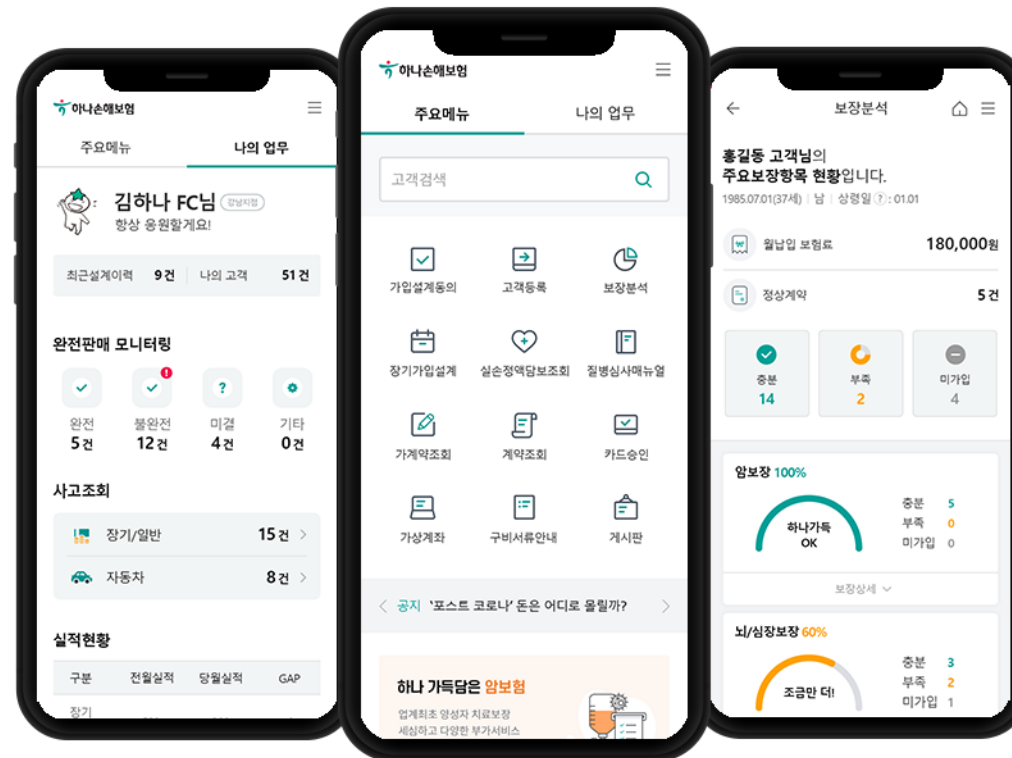 하나손해보험
주요메뉴
나의 업무
김하나 FC님 강남지점
항상 응원할게요!
최근설계이력 9건 나의 고객 51건
완전판매 모니터링
완전 불완전 미결 기타
5건 12건 4건 0건
사고조회
장기/일반 15건
자동차 8건
실적현황
구분 전월실적 당월실적 GAP
장기
하나손해보험
주요메뉴
나의 업무
고객검색
가입설계동의 고객등록 보장분석
장기가입설계 실손정액담보조회 질병심사매뉴얼
가계약조회 계약조회 카드승인
가상계좌 구비서류안내 게시판
공지 '포스트 코로나' 돈은 어디로 몰릴까?
하나 가득담은 암보험
업계최초 양성자 치료보장
세심하고 다양한 부가서비스
보장분석
홍길동 고객님의
주요보장항목 현황입니다.
1985.07.01(37세) | 남 | 상령일 ? : 01.01
월납입 보험료 180,000원
정상계약 5건
충분 부족 미가입
14 2 4
암보장 100%
하나가득
OK
충분 5
부족 0
미가입 0
보장상세
뇌/심장보장 60%
조금만 더!
충분 3
부족 2
미가입 1